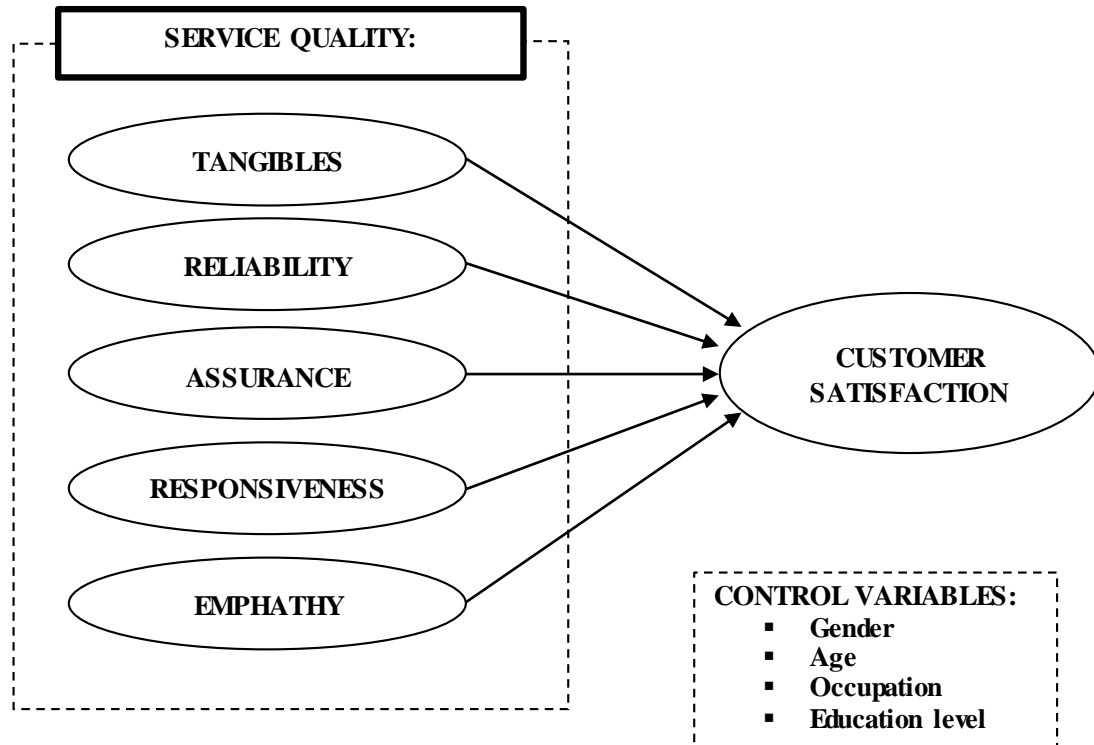 SERVICE QUALITY:
TANGIBLES
RELIABILITY
ASSURANCE
RESPONSIVENESS
EMPHATHY
CUSTOMER
SATISFACTION
CONTROL VARIABLES:
▪ Gender
▪ Age
▪ Occupation
▪ Education level